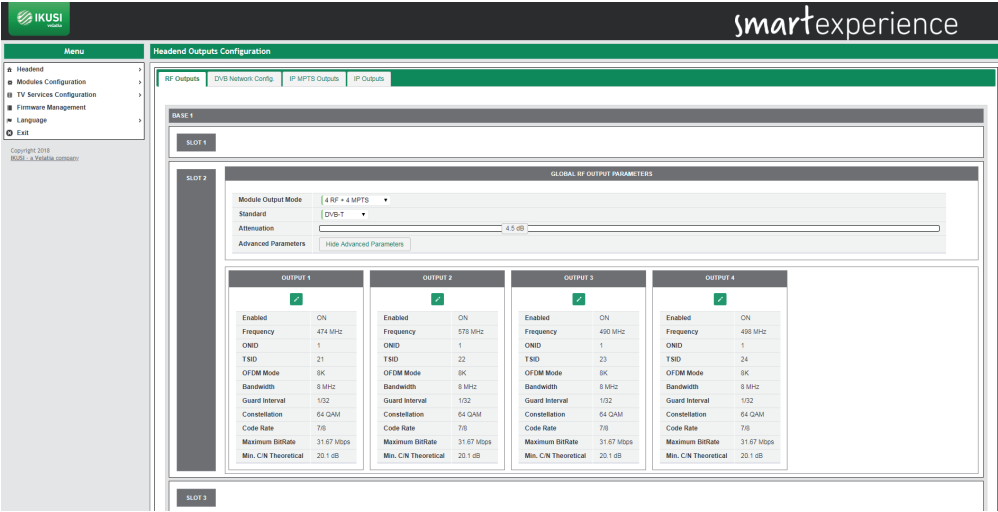 IKUSI
velatia
smartexperience
Menu
Headend
Modules Configuration
TV Services Configuration
Firmware Management
Language
Exit
Copyright 2018
IKUSI - a Velatia company
Headend Outputs Configuration
RF Outputs DVB Network Config. IP MPTS Outputs IP Outputs
BASE 1
SLOT 1
SLOT 2
GLOBAL RF OUTPUT PARAMETERS
Module Output Mode 4 RF + 4 MPTS
Standard DVB-T
Attenuation 4.5 dB
Advanced Parameters Hide Advanced Parameters
OUTPUT 1 OUTPUT 2 OUTPUT 3 OUTPUT 4
Enabled ON Enabled ON Enabled ON Enabled ON
Frequency 474 MHz Frequency 578 MHz Frequency 490 MHz Frequency 498 MHz
ONID 1 ONID 1 ONID 1 ONID 1
TSID 21 TSID 22 TSID 23 TSID 24
OFDM Mode 8K OFDM Mode 8K OFDM Mode 8K OFDM Mode 8K
Bandwidth 8 MHz Bandwidth 8 MHz Bandwidth 8 MHz Bandwidth 8 MHz
Guard Interval 1/32 Guard Interval 1/32 Guard Interval 1/32 Guard Interval 1/32
Constellation 64 QAM Constellation 64 QAM Constellation 64 QAM Constellation 64 QAM
Code Rate 7/8 Code Rate 7/8 Code Rate 7/8 Code Rate 7/8
Maximum BitRate 31.67 Mbps Maximum BitRate 31.67 Mbps Maximum BitRate 31.67 Mbps Maximum BitRate 31.67 Mbps
Min. C/N Theoretical 20.1 dB Min. C/N Theoretical 20.1 dB Min. C/N Theoretical 20.1 dB Min. C/N Theoretical 20.1 dB
SLOT 3